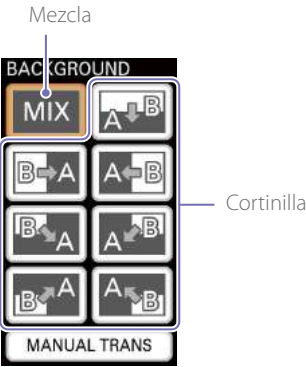 Mezcla
BACKGROUND
MIX
A B
B A
A B
Cortinilla
B A
A B
B A
A B
MANUAL TRANS